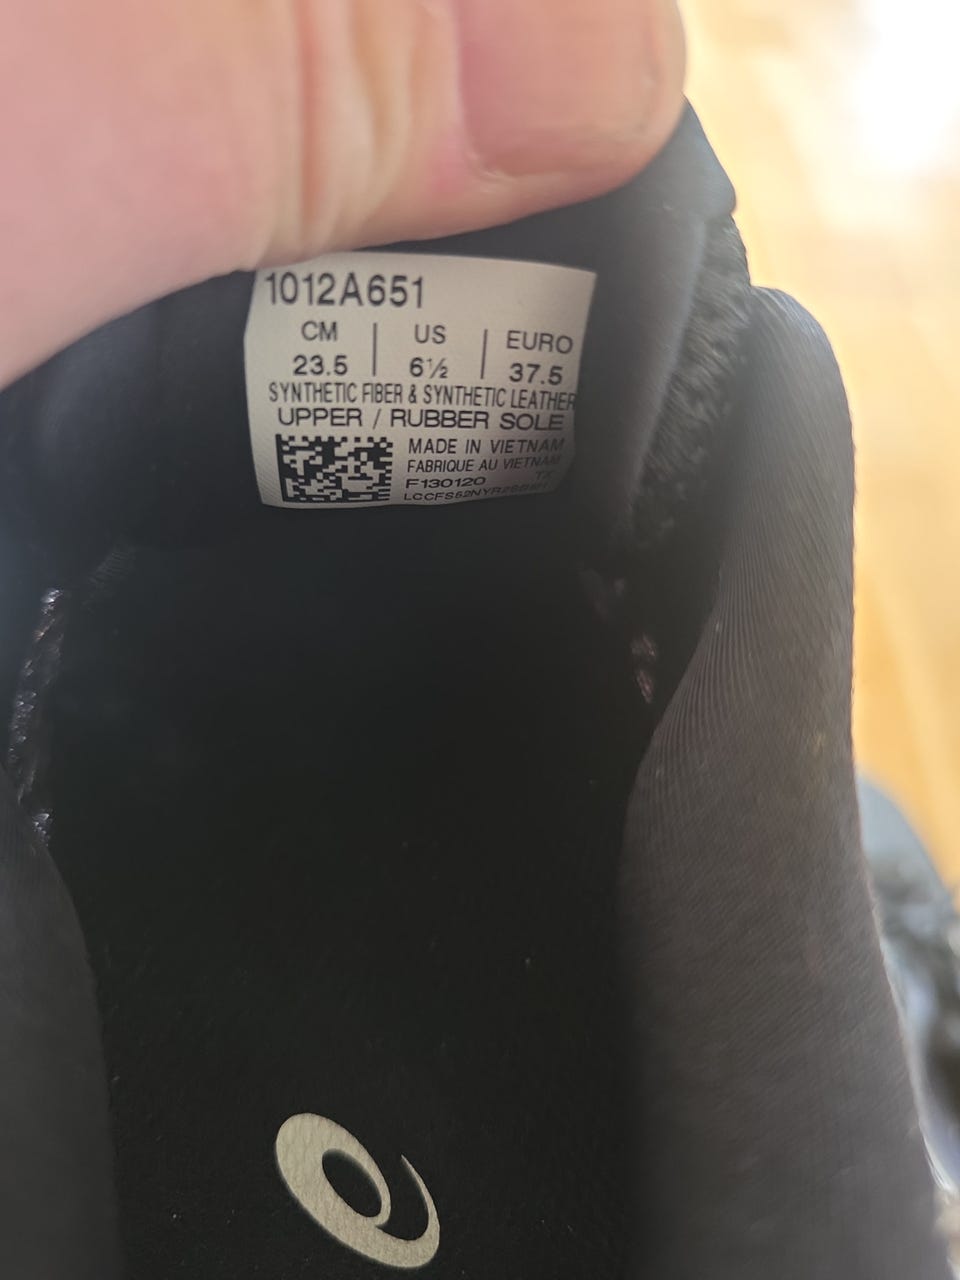 1012A651
CM | US | EURO
23.5 | 6½ | 37.5
SYNTHETIC FIBER & SYNTHETIC LEATHER
UPPER / RUBBER SOLE
MADE IN VIETNAM
FABRIQUE AU VIETNAM
F130120